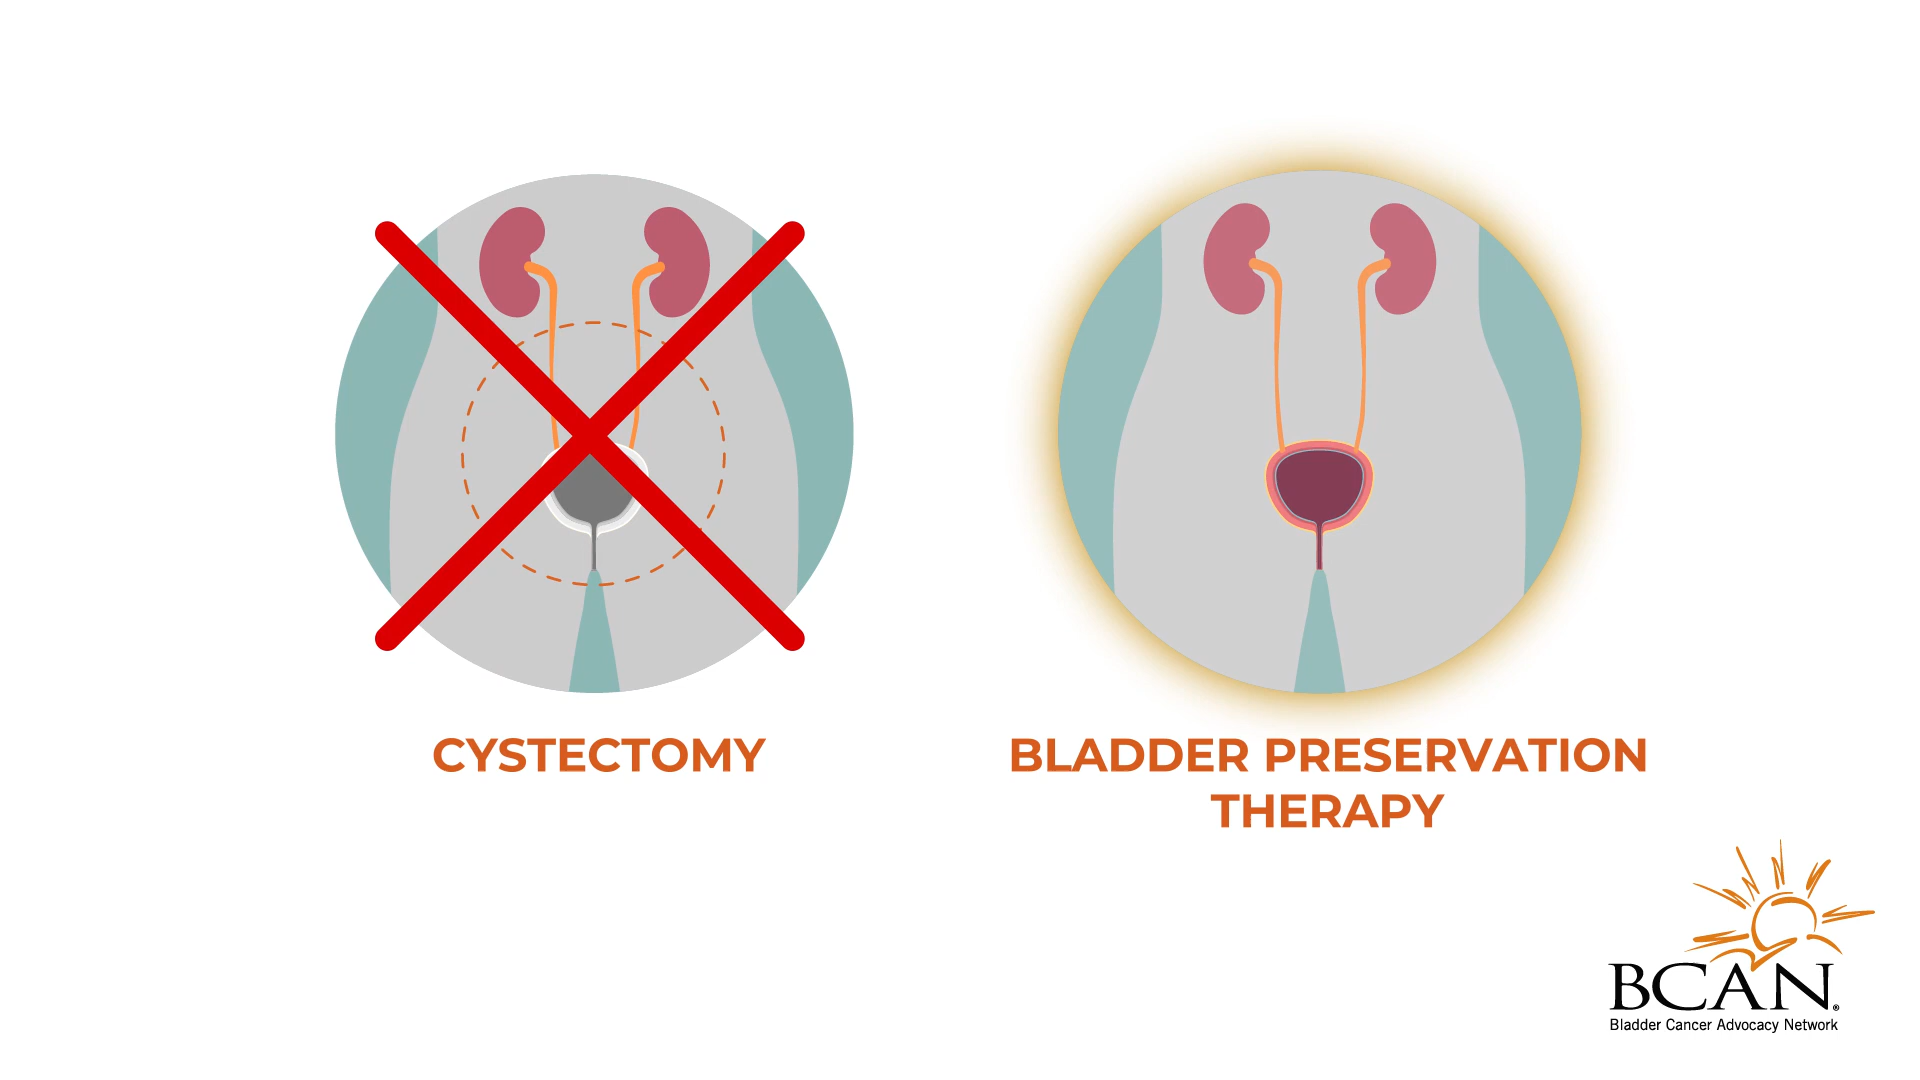 CYSTECTOMY
BLADDER PRESERVATION
THERAPY
BCAN®
Bladder Cancer Advocacy Network